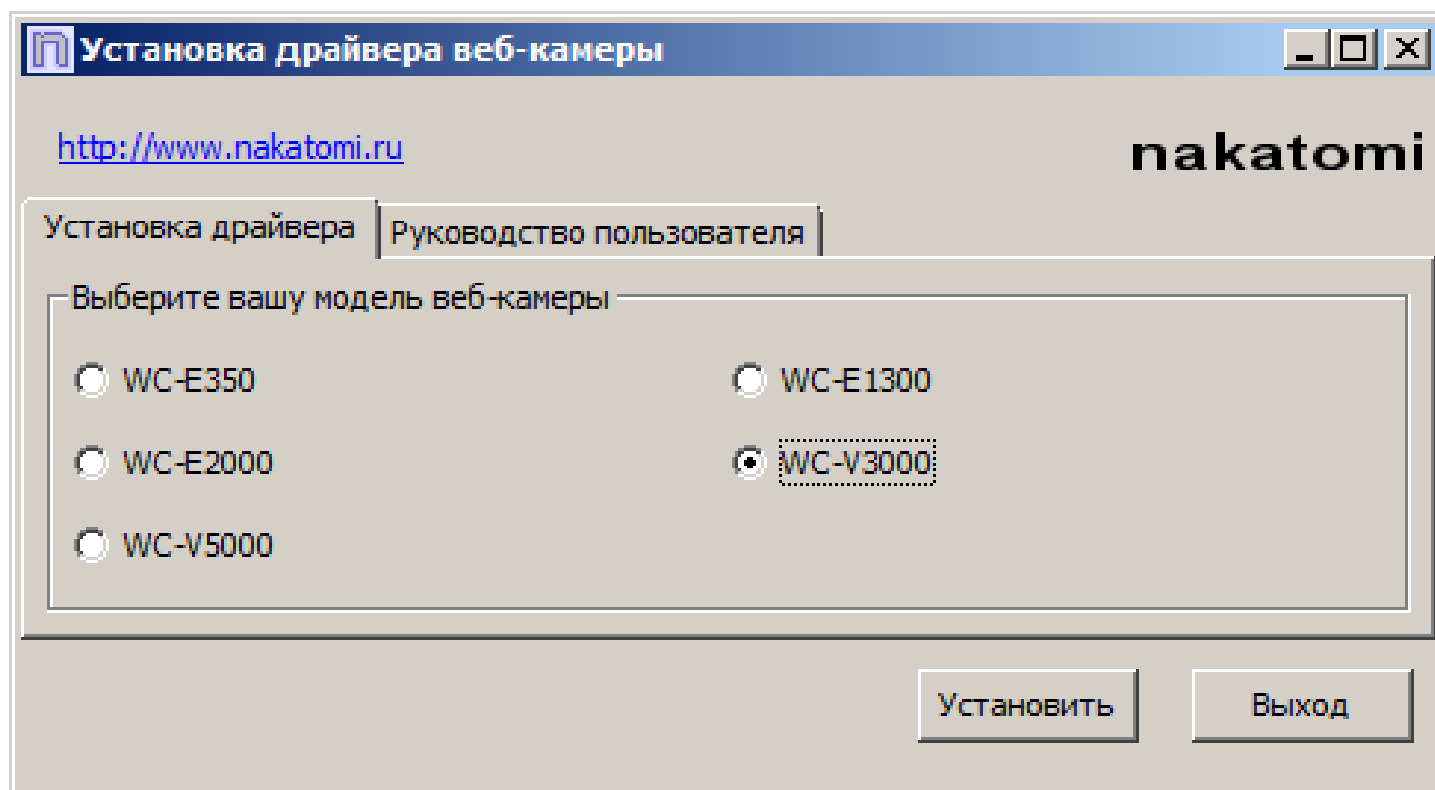 Установка драйвера веб-камеры
http://www.nakatomi.ru
nakatomi
Установка драйвера Руководство пользователя
Выберите вашу модель веб-камеры
WC-E350 WC-E1300
WC-E2000 WC-V3000
WC-V5000
Установить Выход